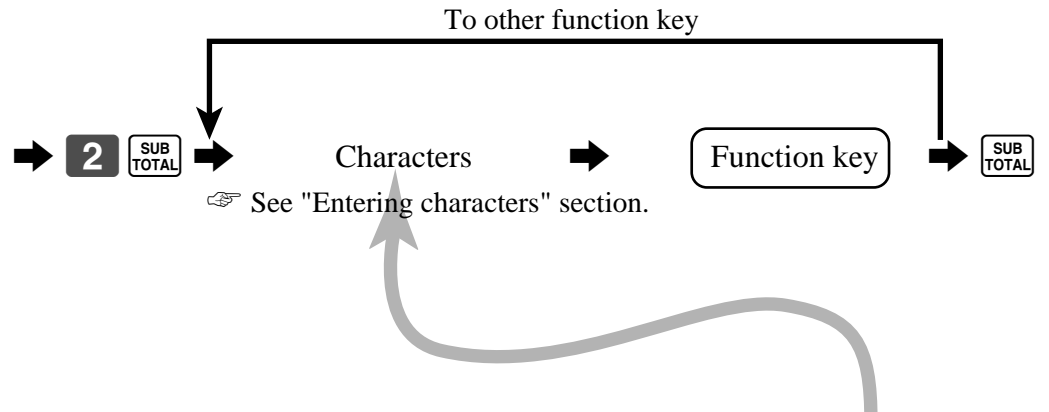 To other function key
2 SUB TOTAL Characters Function key SUB TOTAL
☞ See "Entering characters" section.